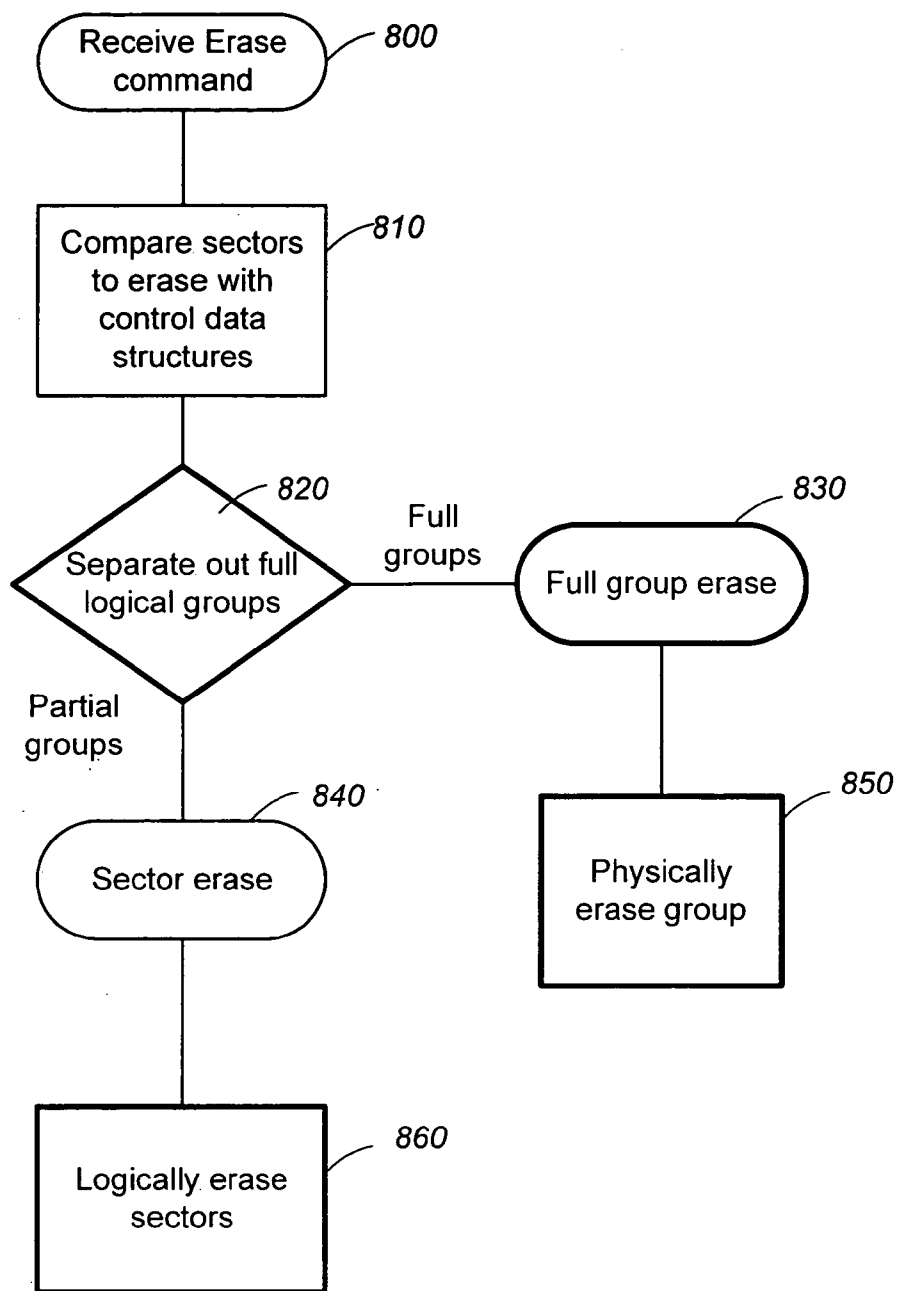 Receive Erase
command
800
Compare sectors
to erase with
control data
structures
810
820
Separate out full
logical groups
Full
groups
830
Full group erase
Partial
groups
840
Sector erase
850
Physically
erase group
860
Logically erase
sectors